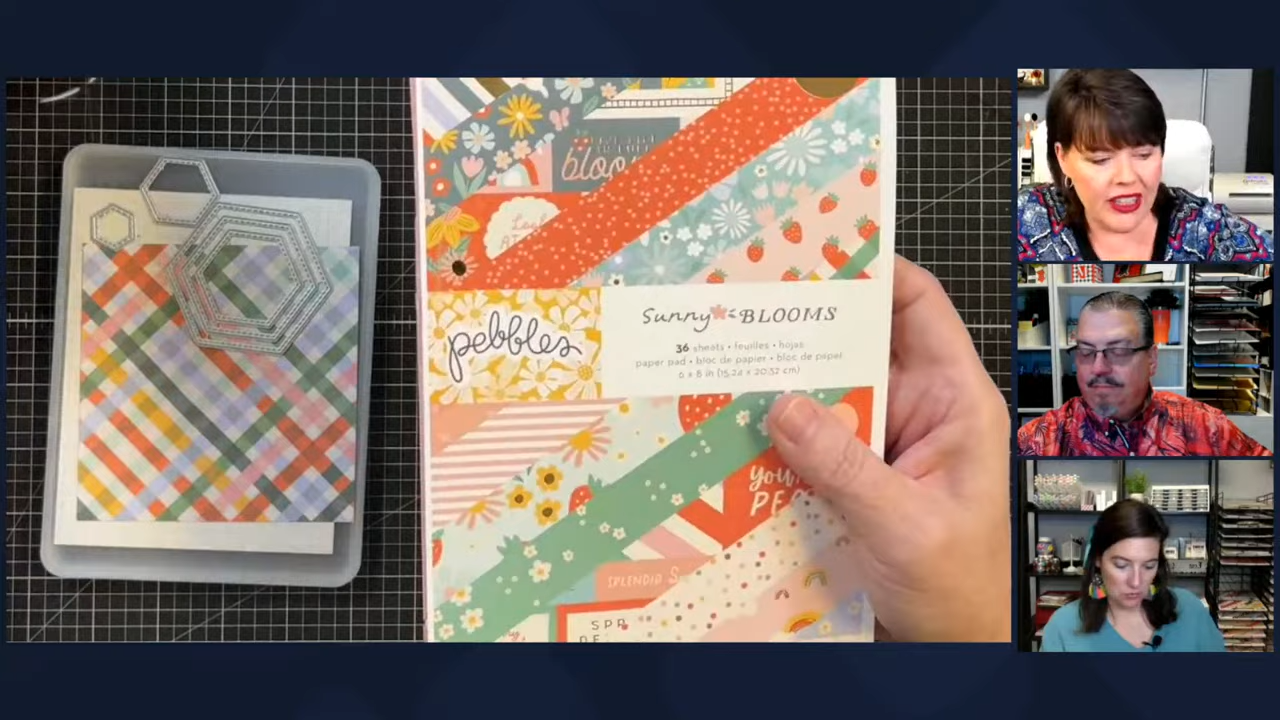 bloom
pebbles
Sunny BLOOMS
36 sheets • feuilles • hojas
paper pad • bloc de papier • bloc de papel
6 x 8 in (15.24 x 20.32 cm)
SPLENDID S
SPR